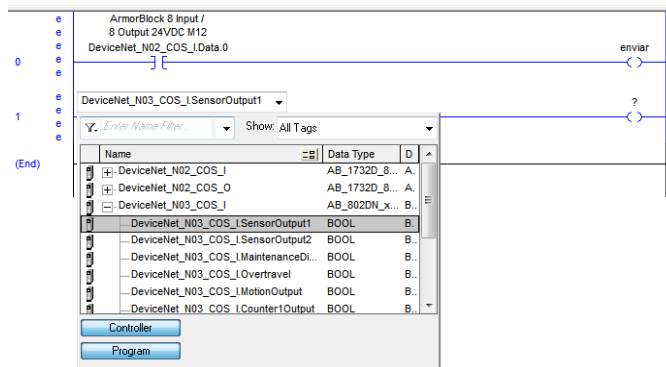 e ArmorBlock 8 Input /
e 8 Output 24VDC M12
e DeviceNet_N02_COS_I.Data.0 enviar
0 e
e
e DeviceNet_N03_COS_I.SensorOutput1 ?
e
1 e
e
Enter Name Filter... Show: All Tags
Name Data Type D
DeviceNet_N02_COS_I AB_1732D_8... A.
DeviceNet_N02_COS_O AB_1732D_8... A.
DeviceNet_N03_COS_I AB_802DN_x... B.
DeviceNet_N03_COS_I.SensorOutput1 BOOL B.
DeviceNet_N03_COS_I.SensorOutput2 BOOL B..
DeviceNet_N03_COS_I.MaintenanceDi... BOOL B..
DeviceNet_N03_COS_I.Overtravel BOOL B..
DeviceNet_N03_COS_I.MotionOutput BOOL B..
DeviceNet_N03_COS_I.Counter1Output BOOL B..
(End)
Controller
Program